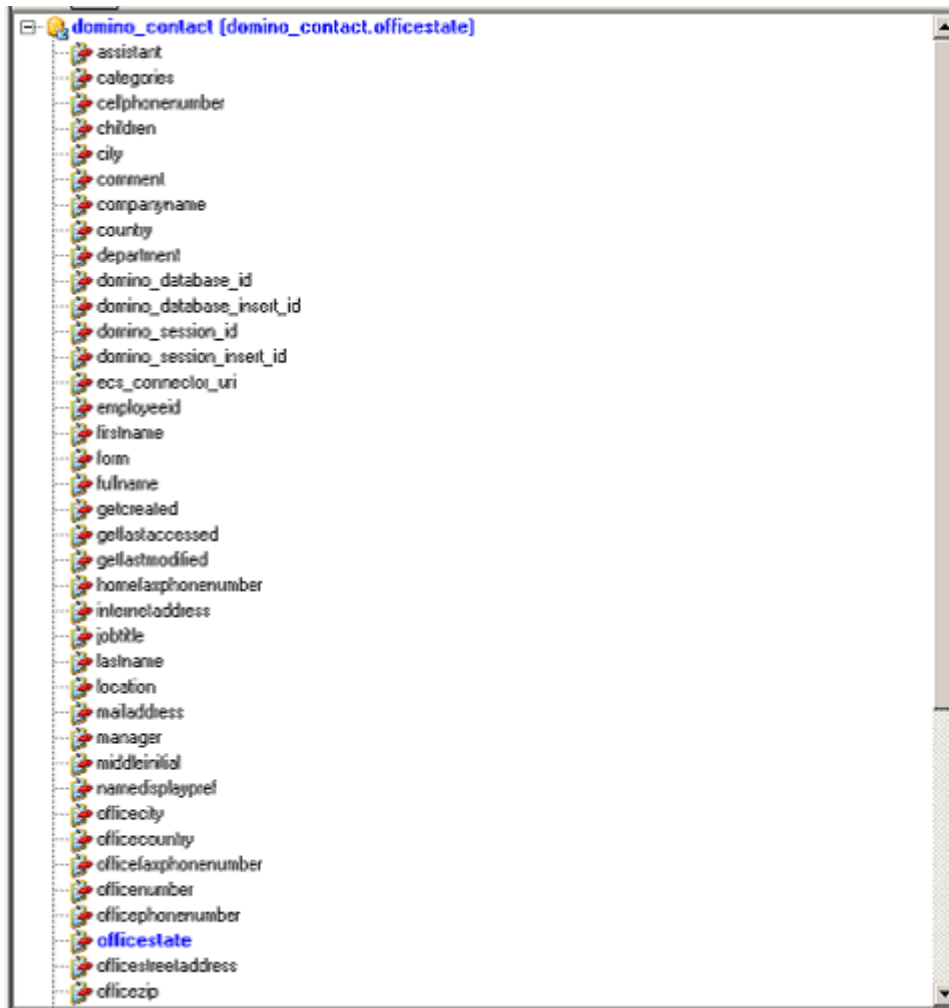 domino_contact (domino_contact.officestate)
assistant
categories
cellphonenumber
children
city
comment
companyname
country
department
domino_database_id
domino_database_insert_id
domino_session_id
domino_session_insert_id
ecs_connector_uri
employeeid
firstname
form
fullname
getcreated
getlastaccessed
getlastmodified
homefaxphonenumber
internetaddress
jobtitle
lastname
location
mailaddress
manager
middleinitial
namedisplaypref
officecity
officecountry
officefaxphonenumber
officenumber
officephonenumber
officestate
officestreetaddress
officezip